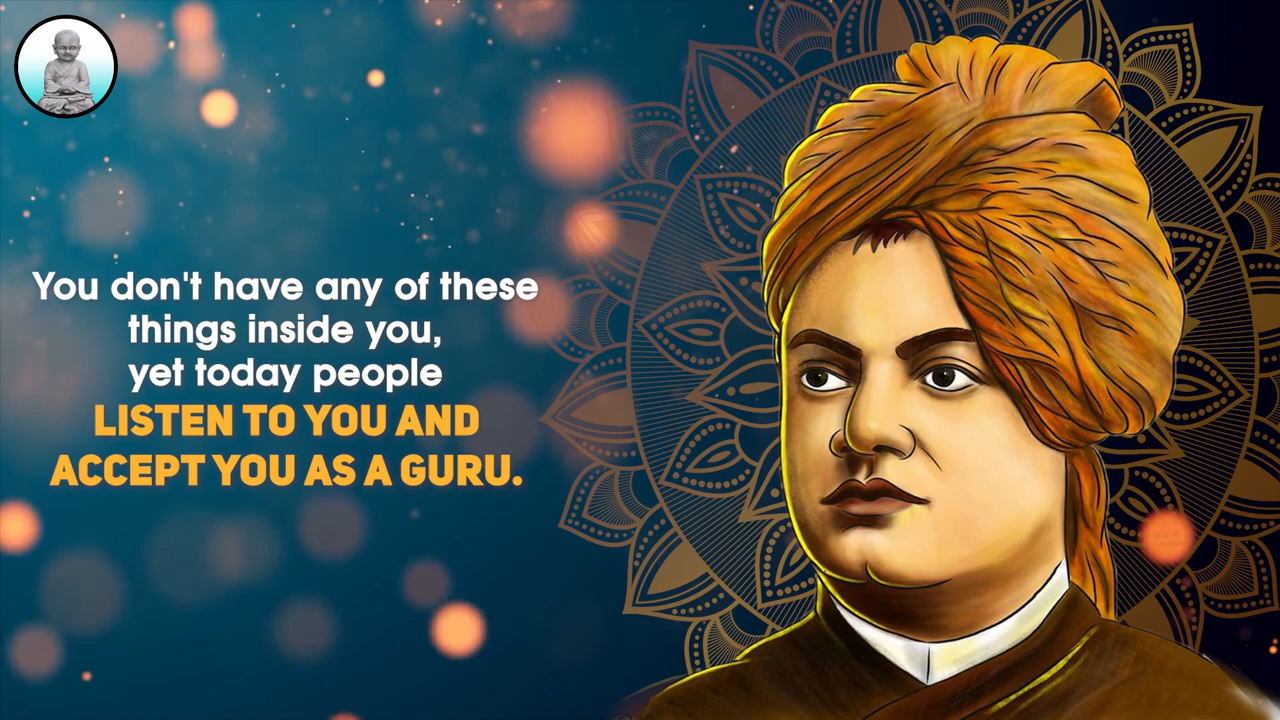 You don't have any of these
things inside you,
yet today people
LISTEN TO YOU AND
ACCEPT YOU AS A GURU.